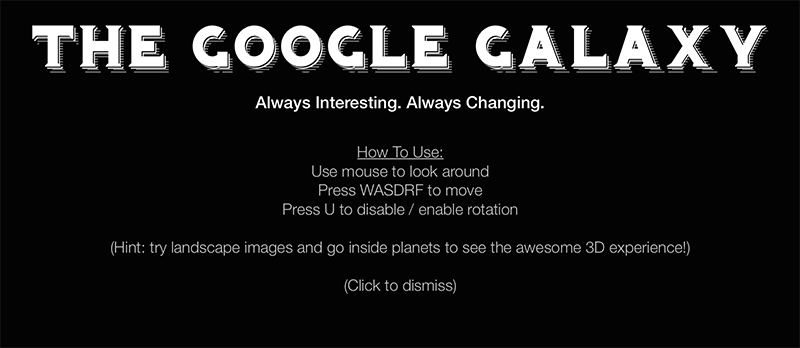 THE GOOGLE GALAXY
Always Interesting. Always Changing.
How To Use:
Use mouse to look around
Press WASDRF to move
Press U to disable / enable rotation
(Hint: try landscape images and go inside planets to see the awesome 3D experience!)
(Click to dismiss)